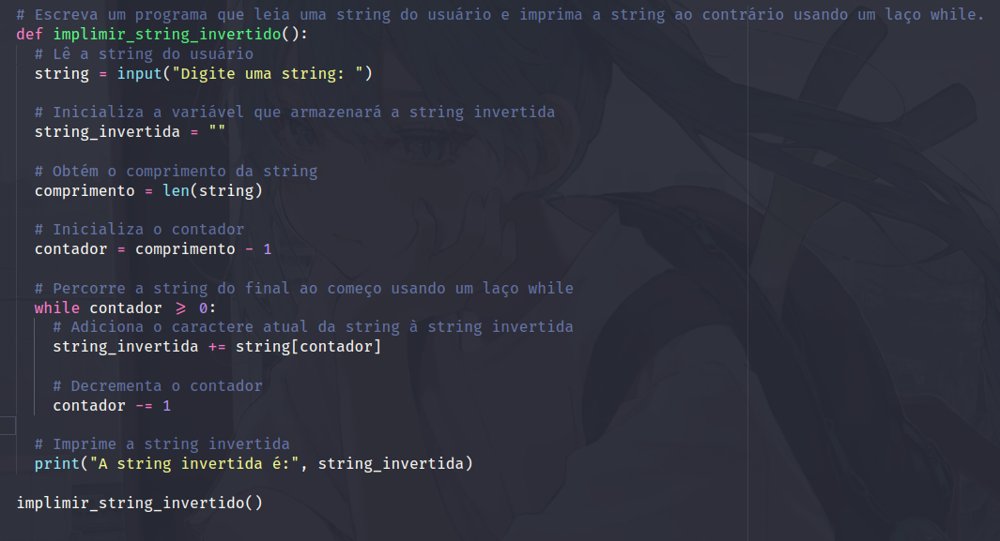 # Escreva um programa que leia uma string do usuário e imprima a string ao contrário usando um laço while.
def implimir_string_invertido():
# Lê a string do usuário
string = input("Digite uma string: ")
# Inicializa a variável que armazenará a string invertida
string_invertida = ""
# Obtém o comprimento da string
comprimento = len(string)
# Inicializa o contador
contador = comprimento - 1
# Percorre a string do final ao começo usando um laço while
while contador >= 0:
# Adiciona o caractere atual da string à string invertida
string_invertida += string[contador]
# Decrementa o contador
contador -= 1
# Imprime a string invertida
print("A string invertida é:", string_invertida)
implimir_string_invertido()